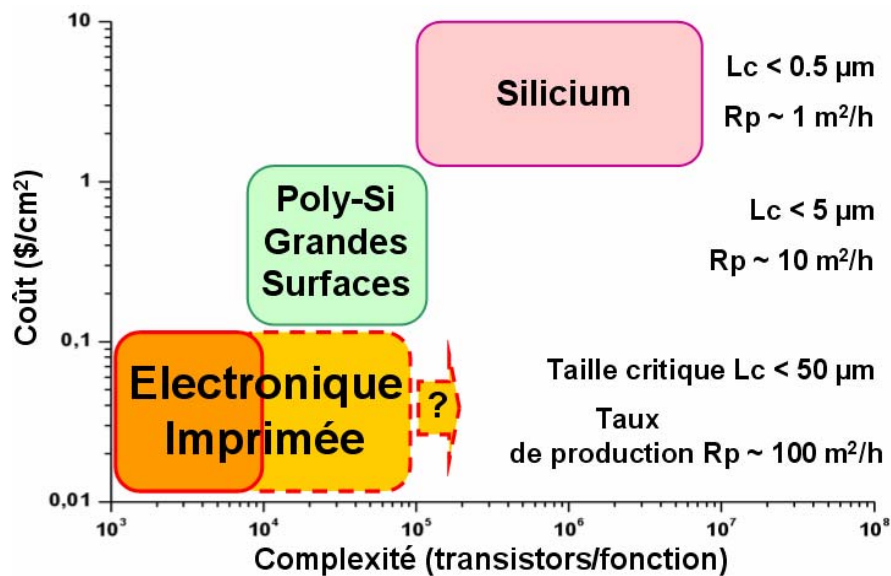 10
Silicium
Lc < 0.5 µm
Rp ~ 1 m²/h
1
Poly-Si
Grandes
Surfaces
Lc < 5 µm
Rp ~ 10 m²/h
Coût ($/cm²)
0,1
Electronique
Imprimée
?
Taille critique Lc < 50 µm
Taux
de production Rp ~ 100 m²/h
0,01
10³ 10⁴ 10⁵ 10⁶ 10⁷ 10⁸
Complexité (transistors/fonction)